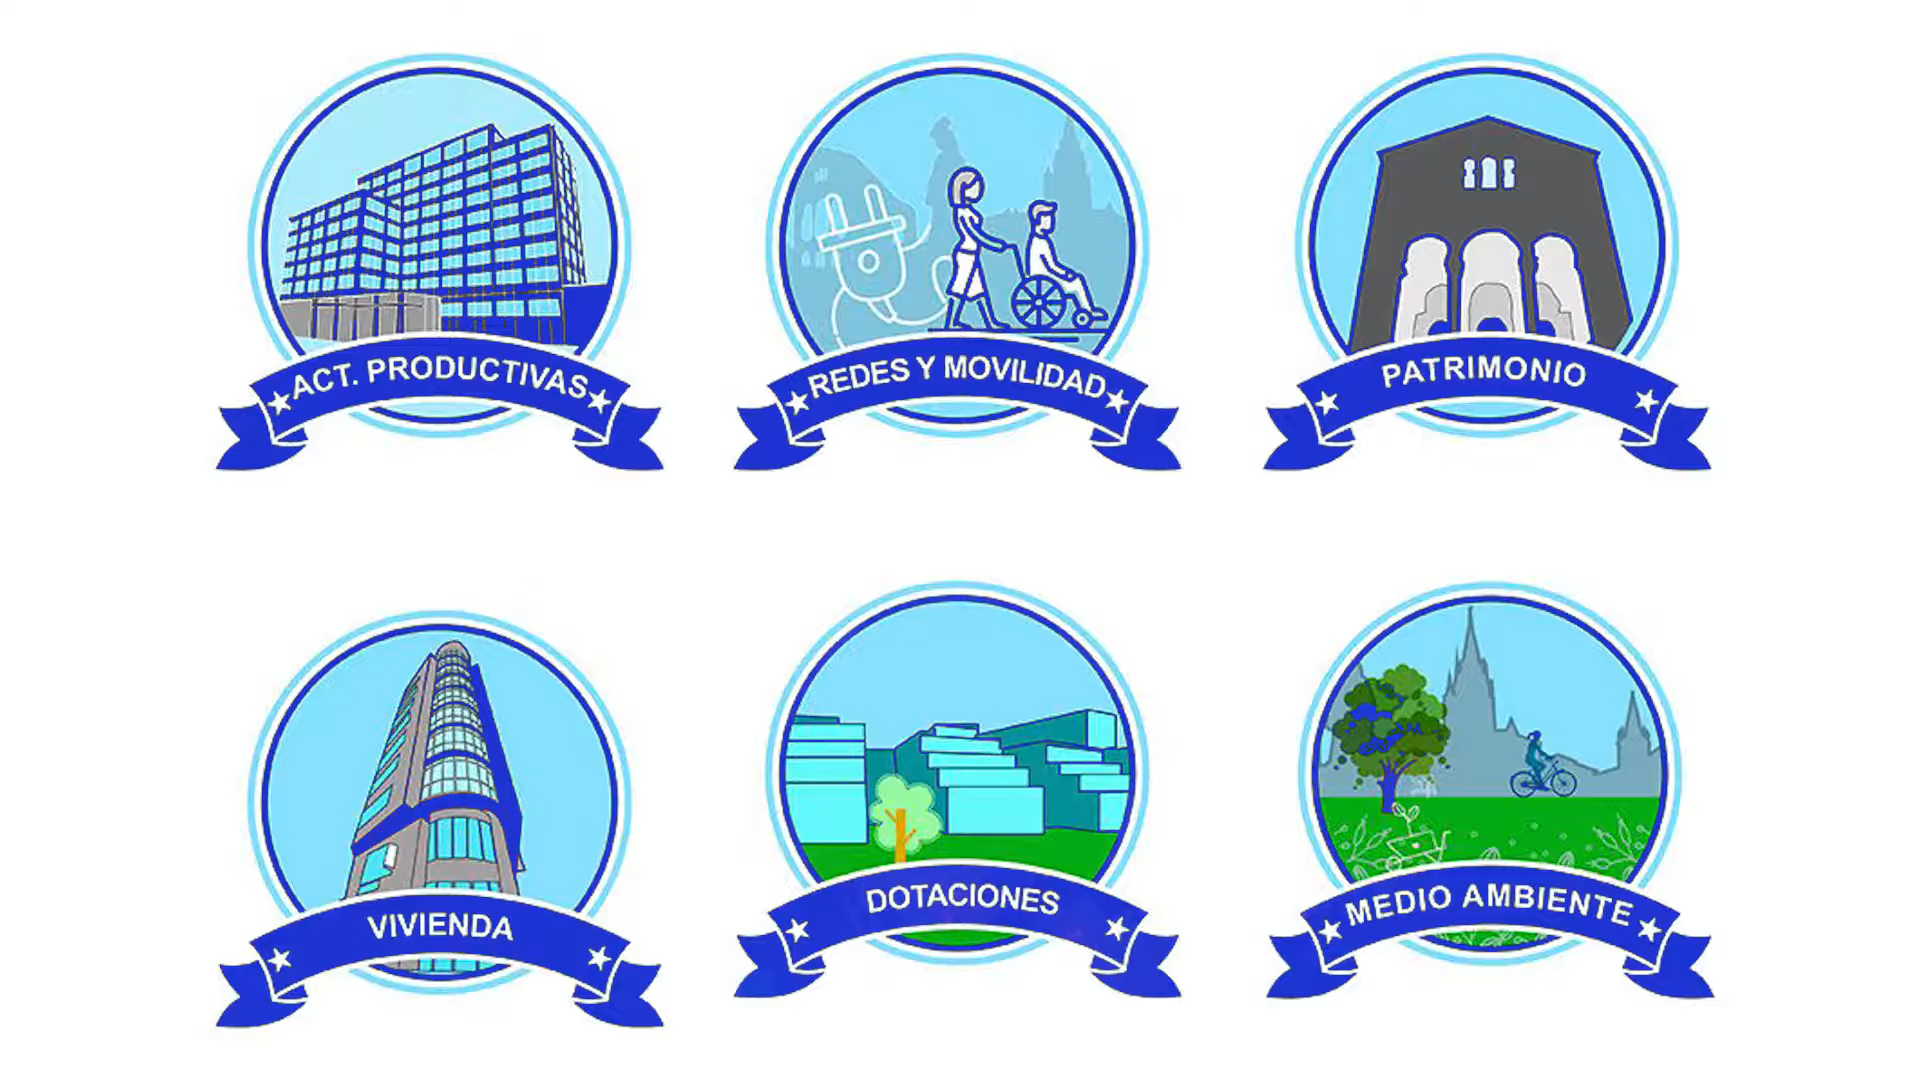 ACT. PRODUCTIVAS
REDES Y MOVILIDAD
PATRIMONIO
VIVIENDA
DOTACIONES
MEDIO AMBIENTE